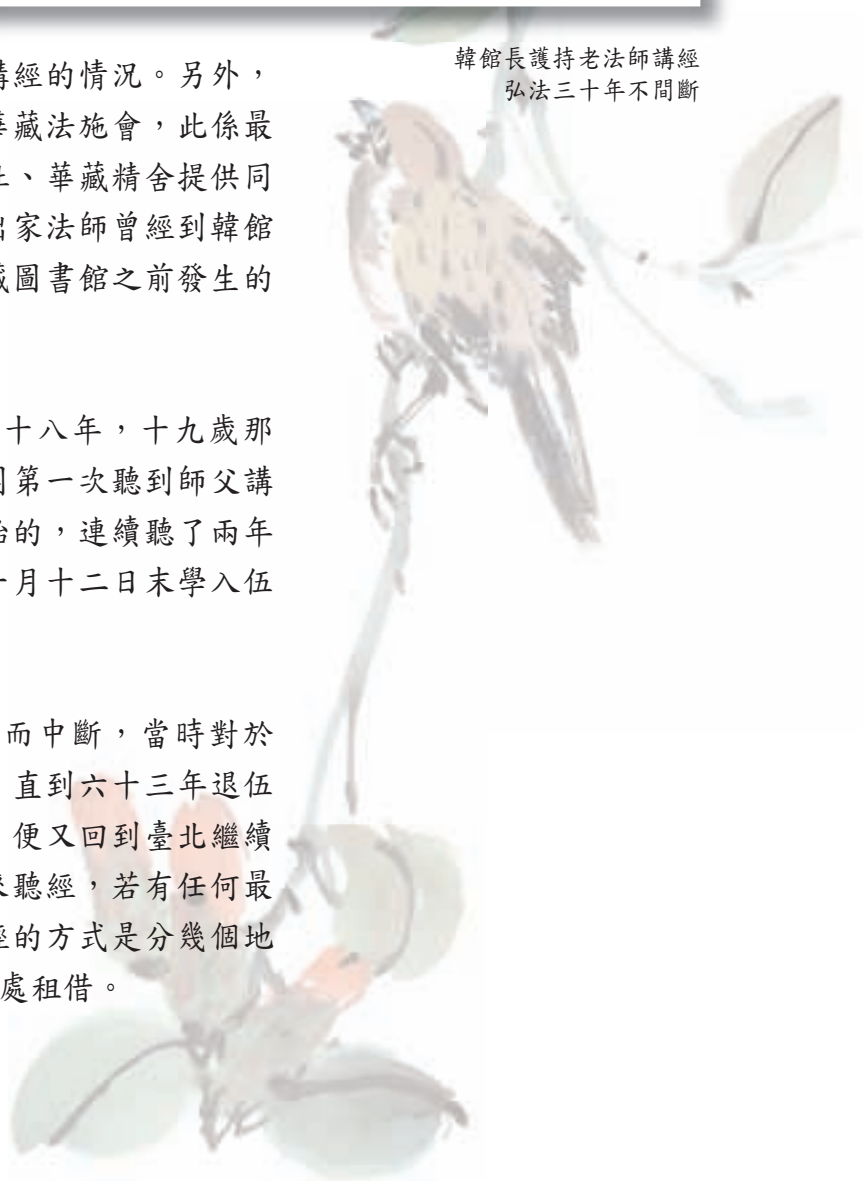 韓館長護持老法師講經
弘法三十年不間斷
講經的情況。另外，
華藏法施會，此係最
、華藏精舍提供同
出家法師曾經到韓館
藏圖書館之前發生的
十八年，十九歲那
第一次聽到師父講
始的，連續聽了兩年
十二日末學入伍
而中斷，當時對於
直到六十三年退伍
便又回到臺北繼續
聽經，若有任何最
經的方式是分幾個地
處租借。